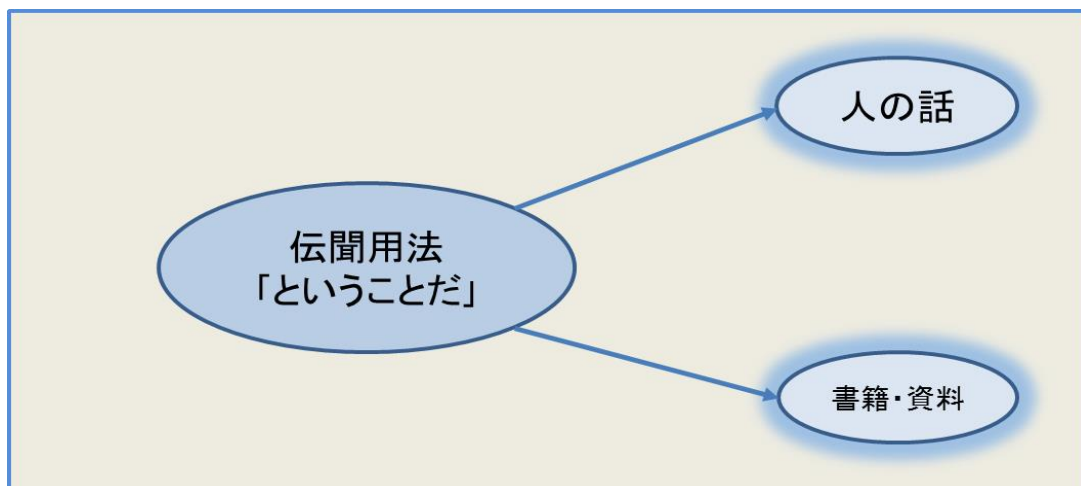 人の話
伝聞用法
「ということだ」
書籍・資料